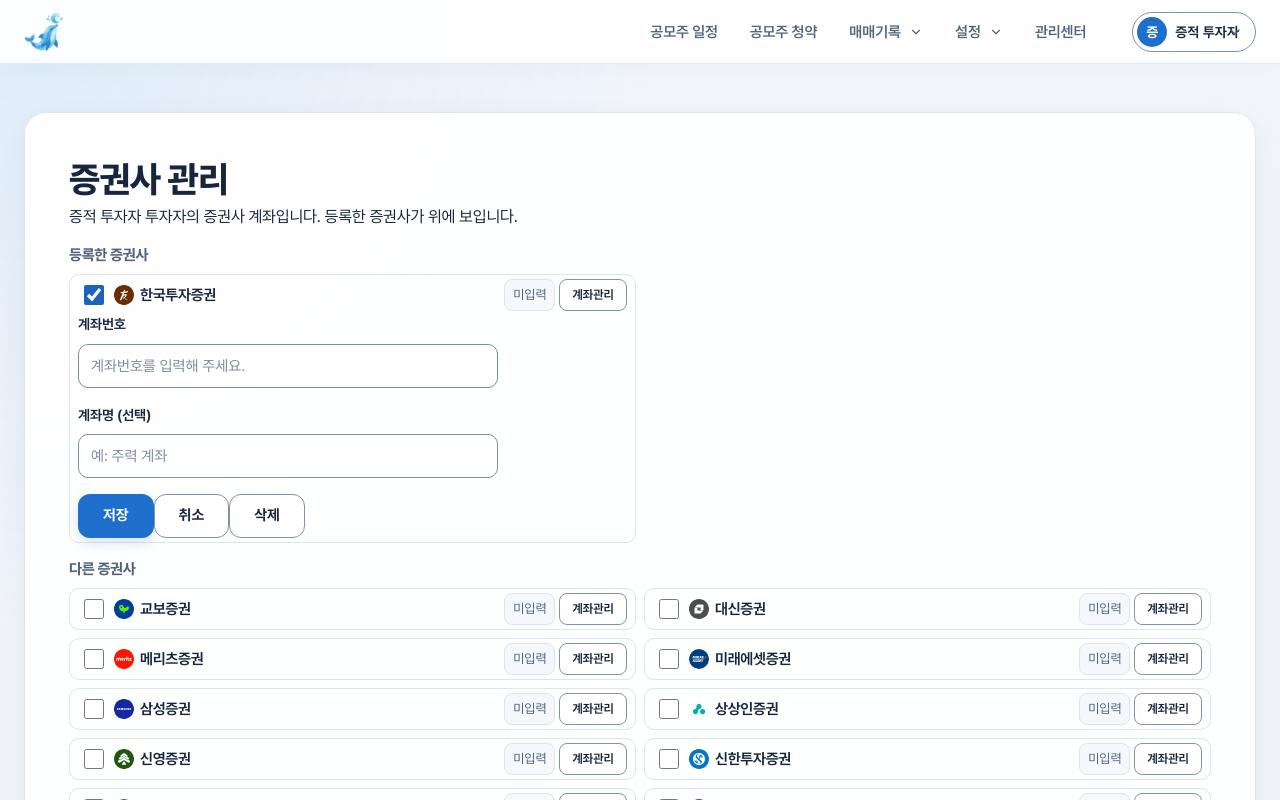 공모주 일정 공모주 청약 매매기록 설정 관리센터 증 증적 투자자
증권사 관리
증적 투자자 투자자의 증권사 계좌입니다. 등록한 증권사가 위에 보입니다.
등록한 증권사
한국투자증권 미입력 계좌관리
계좌번호
계좌번호를 입력해 주세요.
계좌명 (선택)
예: 주력 계좌
저장 취소 삭제
다른 증권사
교보증권 미입력 계좌관리 대신증권 미입력 계좌관리
meritz 메리츠증권 미입력 계좌관리 미래에셋증권 미입력 계좌관리
삼성증권 미입력 계좌관리 상상인증권 미입력 계좌관리
신영증권 미입력 계좌관리 신한투자증권 미입력 계좌관리